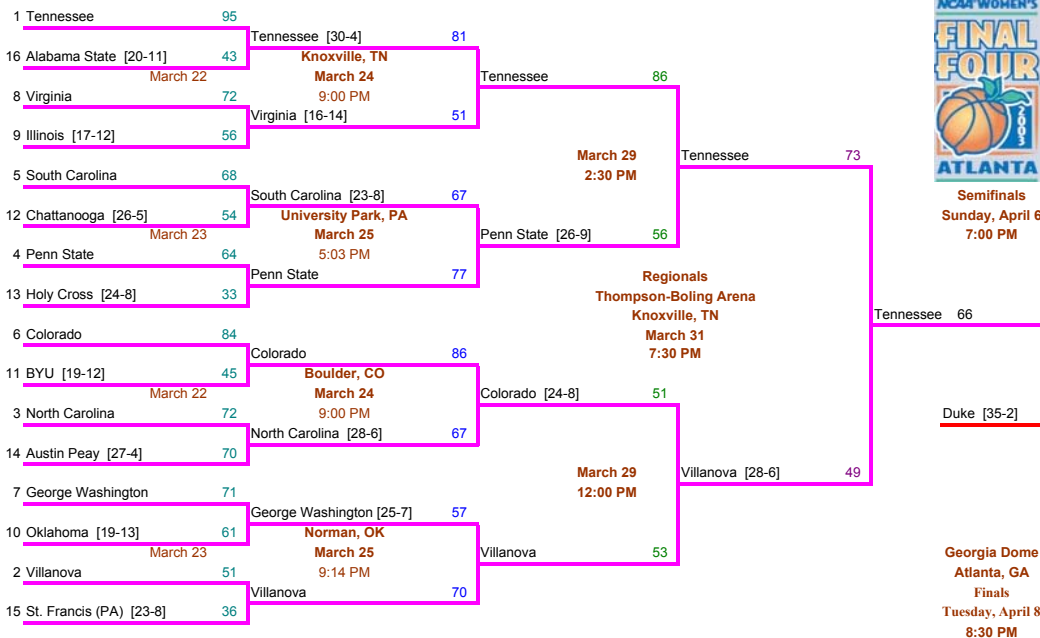 1 Tennessee 95
16 Alabama State [20-11] 43
March 22
8 Virginia 72
9 Illinois [17-12] 56
5 South Carolina 68
12 Chattanooga [26-5] 54
March 23
4 Penn State 64
13 Holy Cross [24-8] 33
6 Colorado 84
11 BYU [19-12] 45
March 22
3 North Carolina 72
14 Austin Peay [27-4] 70
7 George Washington 71
10 Oklahoma [19-13] 61
March 23
2 Villanova 51
15 St. Francis (PA) [23-8] 36
Tennessee [30-4] 81
Knoxville, TN
March 24
9:00 PM
Virginia [16-14] 51
South Carolina [23-8] 67
University Park, PA
March 25
5:03 PM
Penn State 77
Colorado 86
Boulder, CO
March 24
9:00 PM
North Carolina [28-6] 67
George Washington [25-7] 57
Norman, OK
March 25
9:14 PM
Villanova 70
Tennessee 86
March 29
2:30 PM
Penn State [26-9] 56
Colorado [24-8] 51
March 29
12:00 PM
Villanova 53
Tennessee 73
Regionals
Thompson-Boling Arena
Knoxville, TN
March 31
7:30 PM
Villanova [28-6] 49
Tennessee 66
Duke [35-2]
NCAA WOMEN'S
FINAL
FOUR
2003
ATLANTA
Semifinals
Sunday, April 6
7:00 PM
Georgia Dome
Atlanta, GA
Finals
Tuesday, April 8
8:30 PM